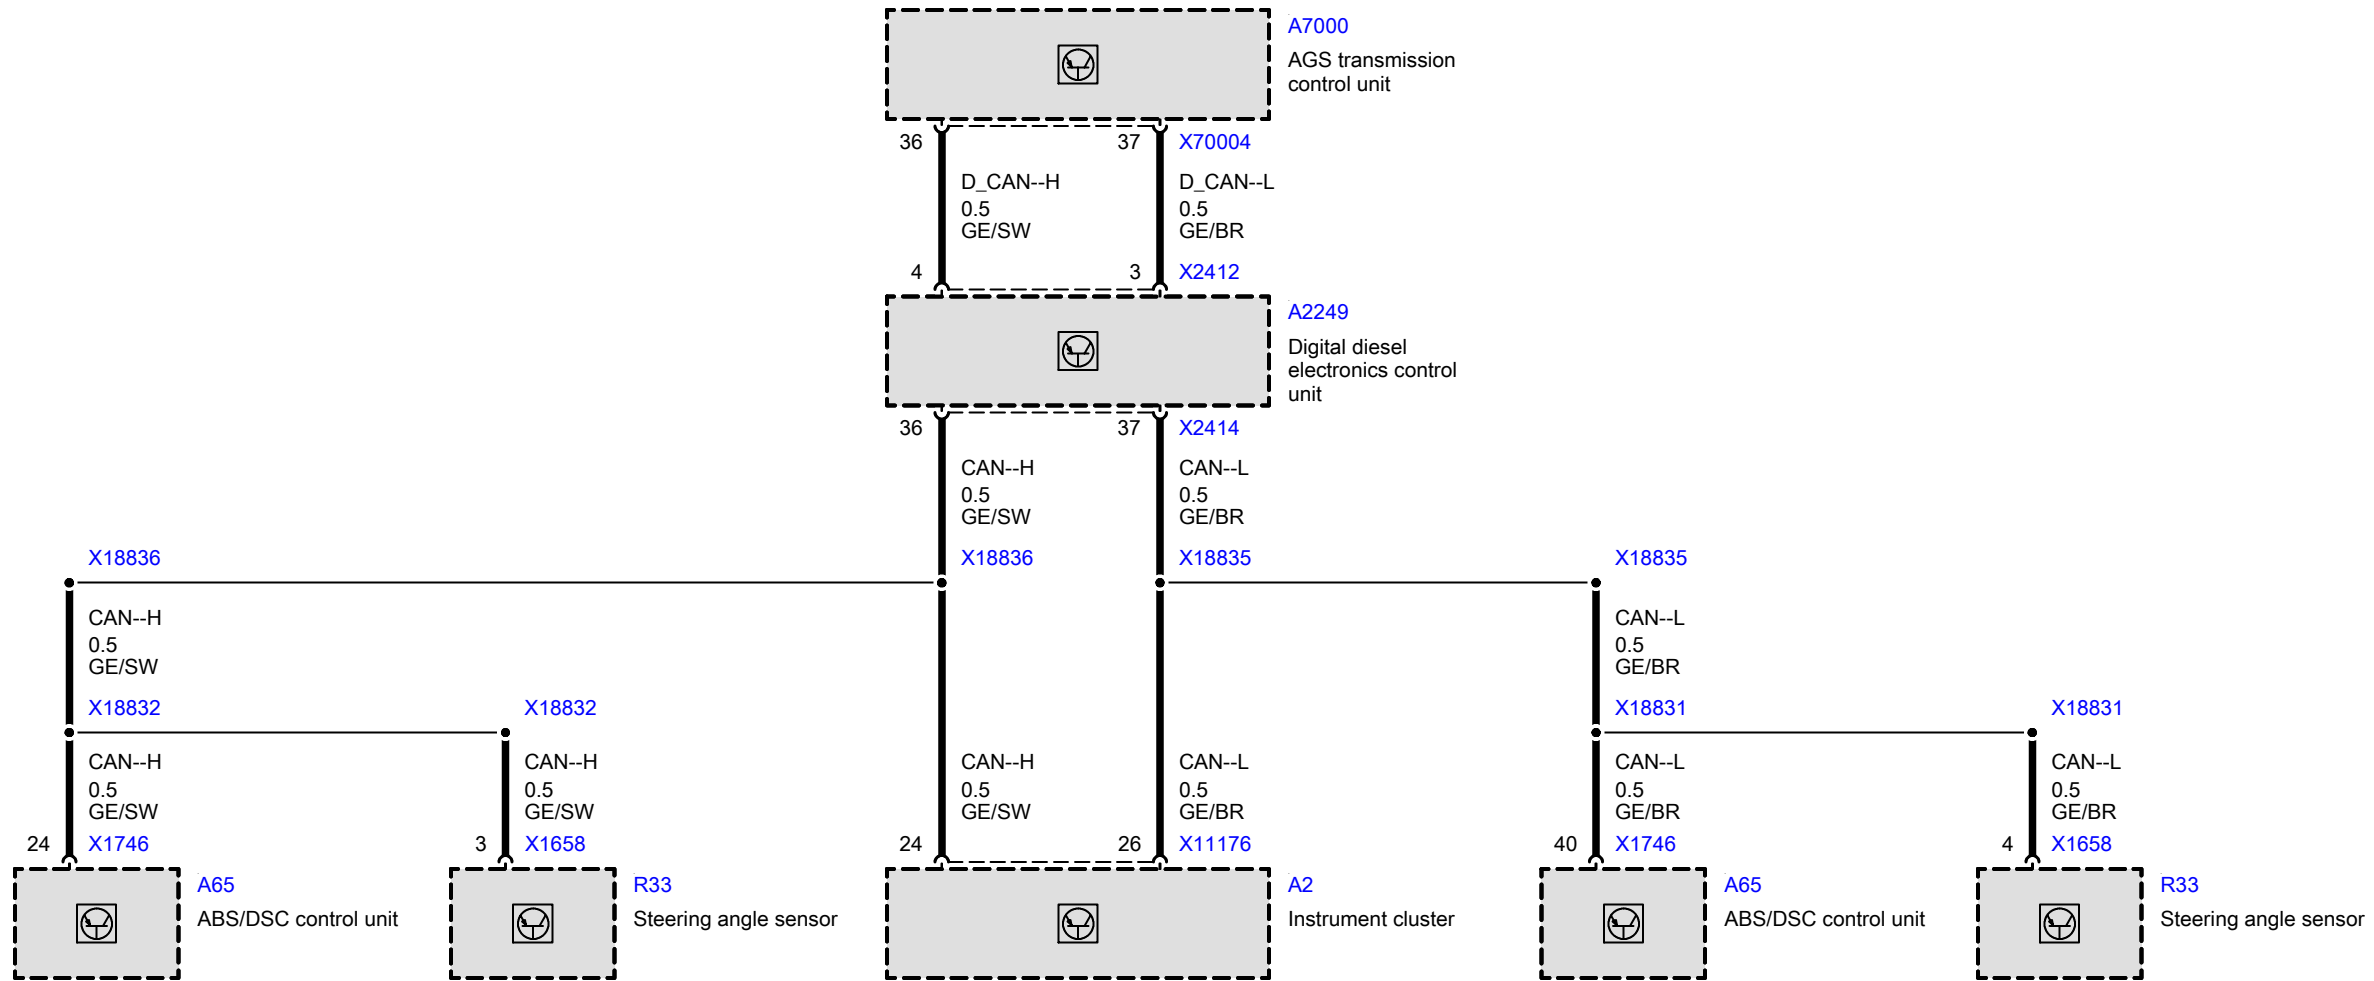 A7000
AGS transmission
control unit
36
37
X70004
D_CAN--H
0.5
GE/SW
D_CAN--L
0.5
GE/BR
4
3
X2412
A2249
Digital diesel
electronics control
unit
36
37
X2414
CAN--H
0.5
GE/SW
CAN--L
0.5
GE/BR
X18836
X18836
X18835
X18835
CAN--H
0.5
GE/SW
CAN--L
0.5
GE/BR
X18832
X18832
X18831
X18831
CAN--H
0.5
GE/SW
CAN--H
0.5
GE/SW
CAN--H
0.5
GE/SW
CAN--L
0.5
GE/BR
CAN--L
0.5
GE/BR
CAN--L
0.5
GE/BR
24
X1746
3
X1658
24
26
X11176
40
X1746
4
X1658
A65
ABS/DSC control unit
R33
Steering angle sensor
A2
Instrument cluster
A65
ABS/DSC control unit
R33
Steering angle sensor